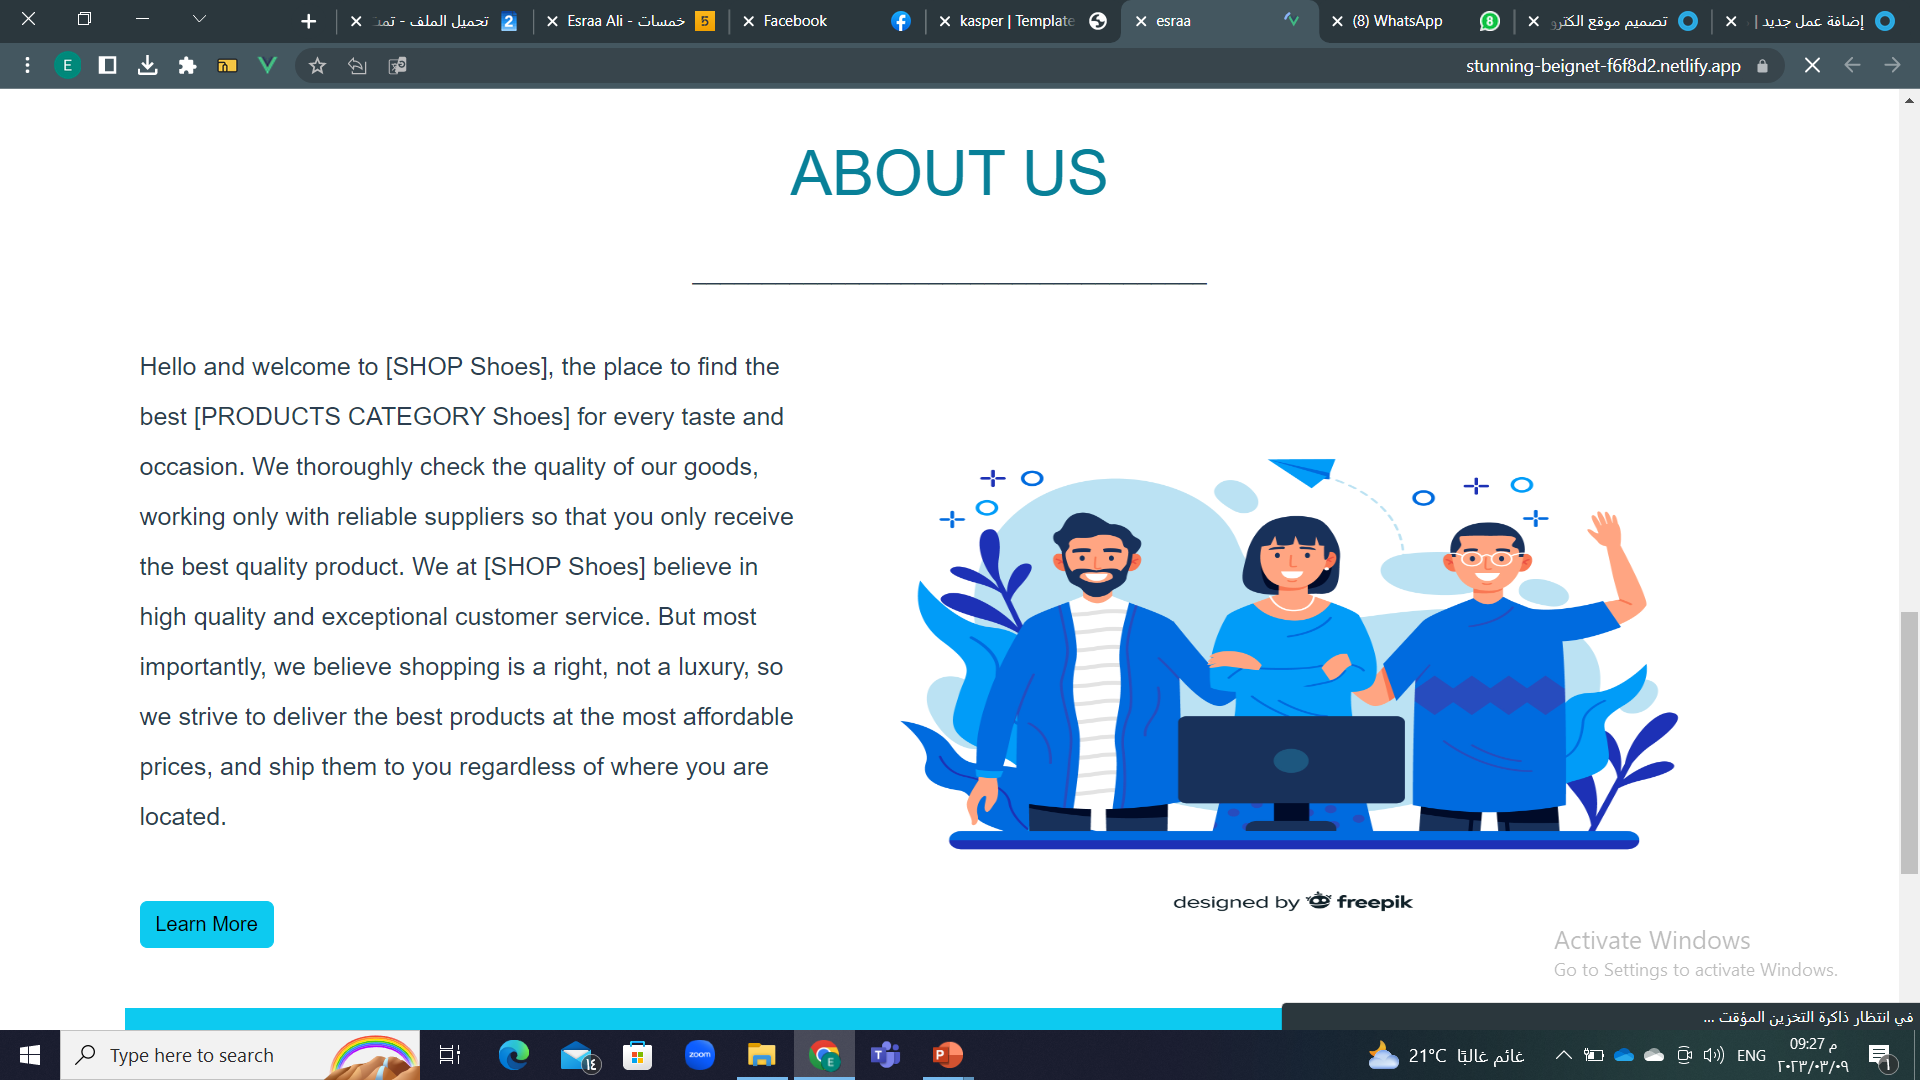 تحميل الملف - تمت
Esraa Ali - خمسات
Facebook
kasper | Template
esraa
(8) WhatsApp
تصميم موقع الكترو
إضافة عمل جديد |
E
stunning-beignet-f6f8d2.netlify.app
ABOUT US
Hello and welcome to [SHOP Shoes], the place to find the
best [PRODUCTS CATEGORY Shoes] for every taste and
occasion. We thoroughly check the quality of our goods,
working only with reliable suppliers so that you only receive
the best quality product. We at [SHOP Shoes] believe in
high quality and exceptional customer service. But most
importantly, we believe shopping is a right, not a luxury, so
we strive to deliver the best products at the most affordable
prices, and ship them to you regardless of where you are
located.
designed by freepik
Learn More
Activate Windows
Go to Settings to activate Windows.
في انتظار ذاكرة التخزين المؤقت ...
Type here to search
١٤
zoom
E
21°C غائم غالبًا
ENG
09:27 م
٢٠٢٣/٠٣/٠٩
١